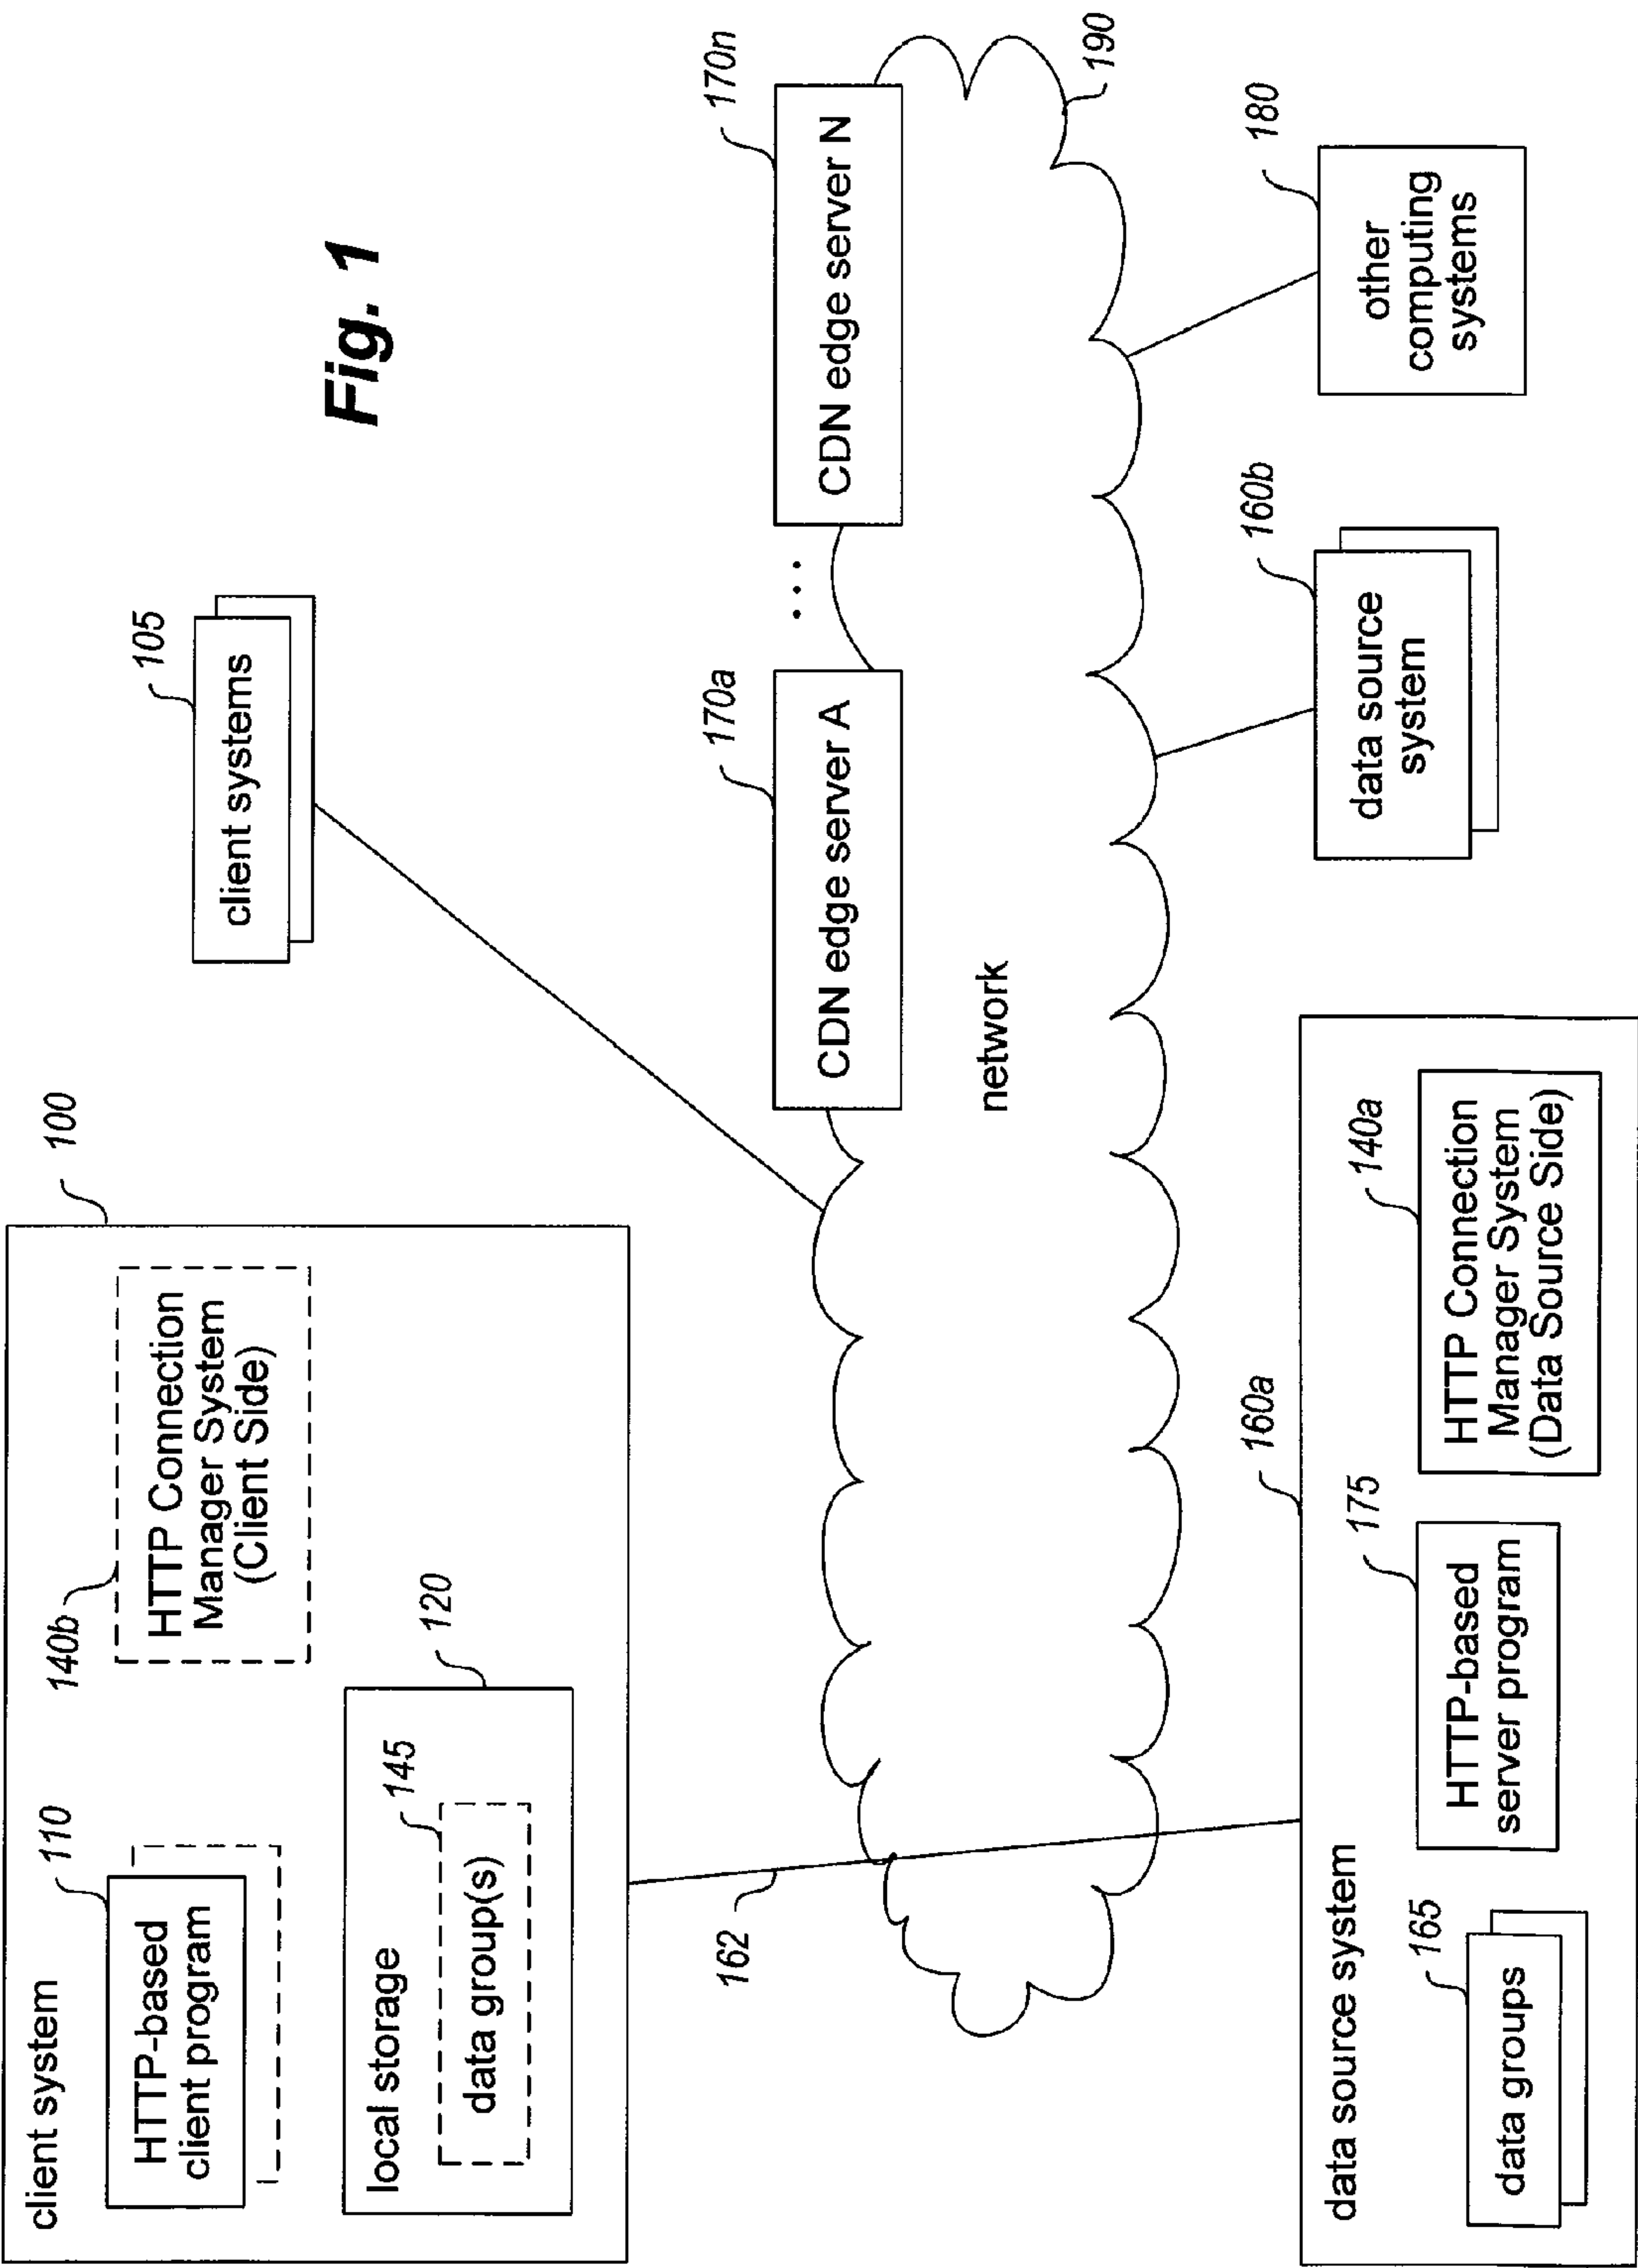 100
client system
110
HTTP-based
client program
140b
HTTP Connection
Manager System
(Client Side)
local storage
120
145
data group(s)
105
client systems
Fig. 1
162
170a
CDN edge server A
...
170n
CDN edge server N
network
190
160a
data source system
165
data groups
175
HTTP-based
server program
140a
HTTP Connection
Manager System
(Data Source Side)
160b
data source
system
180
other
computing
systems